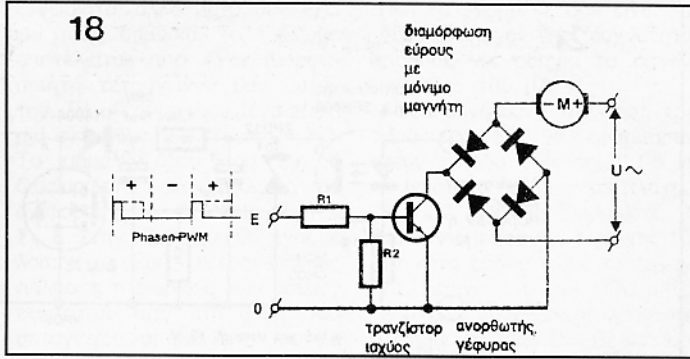 18
διαμόρφωση
εύρους
με
μόνιμο
μαγνήτη
− M +
U ~
+ − +
Phasen-PWM
E
R1
R2
0
τρανζίστορ
ισχύος
ανορθωτής,
γέφυρας